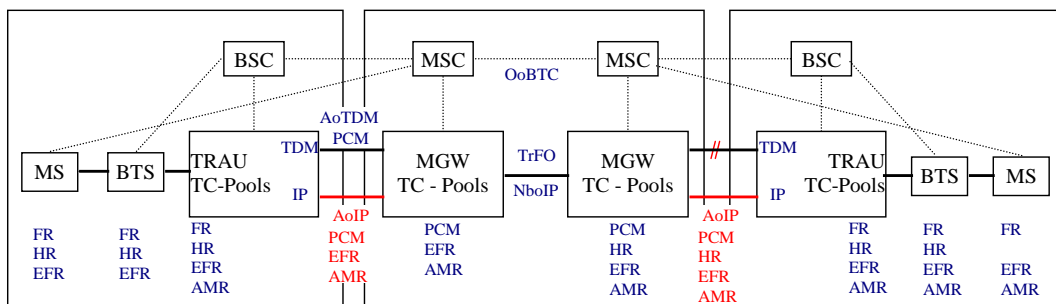 BSC
MSC
MSC
BSC
OoBTC
AoTDM
PCM
MS
BTS
TRAU
TC-Pools
TDM
IP
MGW
TC - Pools
TrFO
NboIP
MGW
TC - Pools
//
TDM
IP
TRAU
TC-Pools
BTS
MS
FR
HR
EFR
FR
HR
EFR
FR
HR
EFR
AMR
AoIP
PCM
EFR
AMR
PCM
EFR
AMR
PCM
HR
EFR
AMR
AoIP
PCM
HR
EFR
AMR
FR
HR
EFR
AMR
FR
HR
EFR
AMR
FR
EFR
AMR